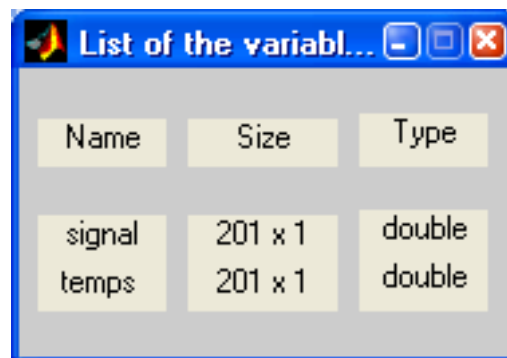 List of the variabl...
Name Size Type
signal 201 x 1 double
temps 201 x 1 double